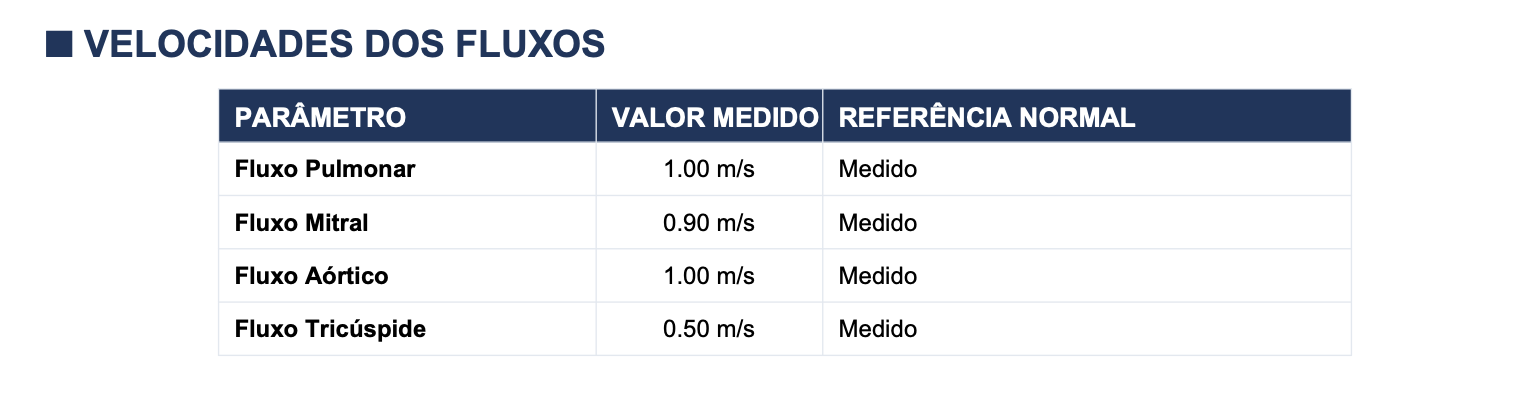 VELOCIDADES DOS FLUXOS
PARÂMETRO VALOR MEDIDO REFERÊNCIA NORMAL
Fluxo Pulmonar 1.00 m/s Medido
Fluxo Mitral 0.90 m/s Medido
Fluxo Aórtico 1.00 m/s Medido
Fluxo Tricúspide 0.50 m/s Medido